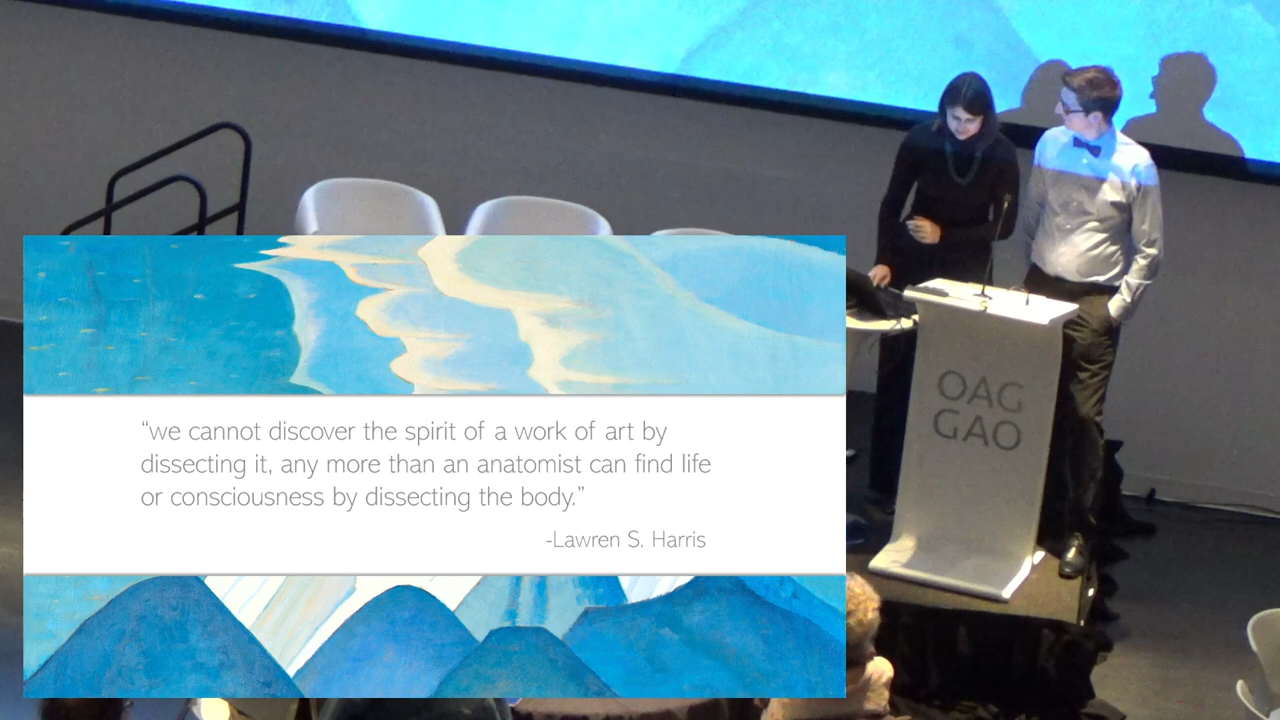 “we cannot discover the spirit of a work of art by
dissecting it, any more than an anatomist can find life
or consciousness by dissecting the body.”
-Lawren S. Harris
OAG
GAO